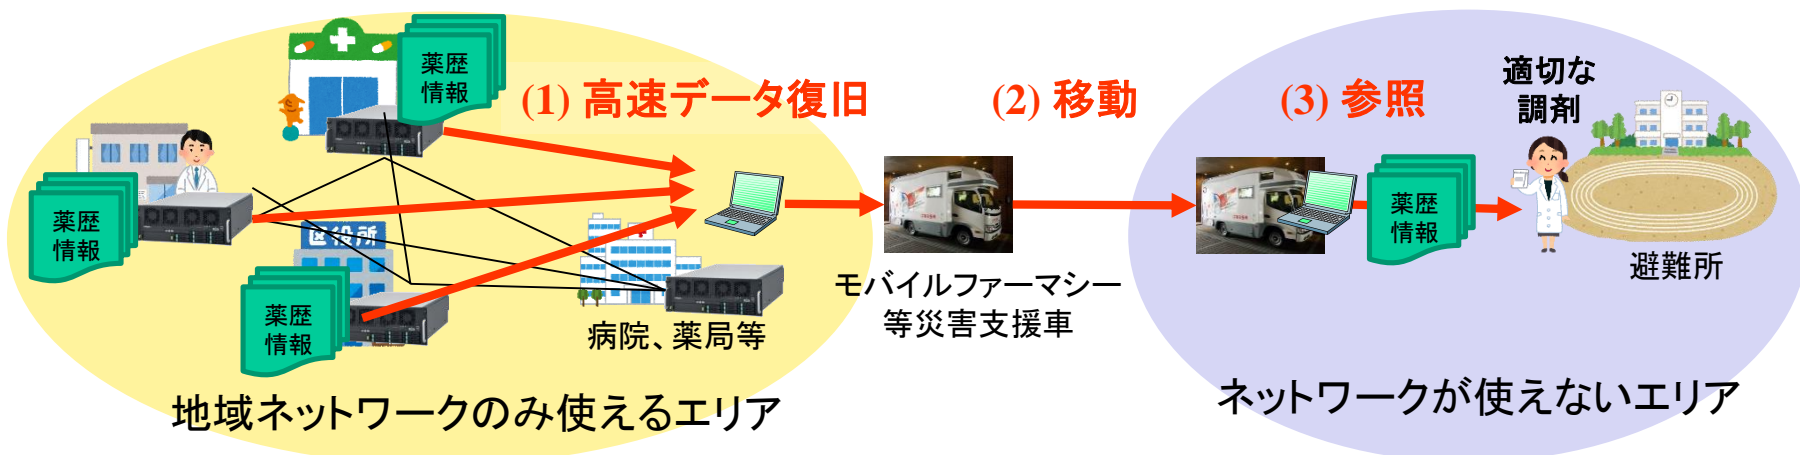 薬歴
情報
(1) 高速データ復旧
(2) 移動
(3) 参照
適切な
調剤
薬歴
情報
区役所
薬歴
情報
薬歴
情報
病院、薬局等
モバイルファーマシー
等災害支援車
避難所
地域ネットワークのみ使えるエリア
ネットワークが使えないエリア